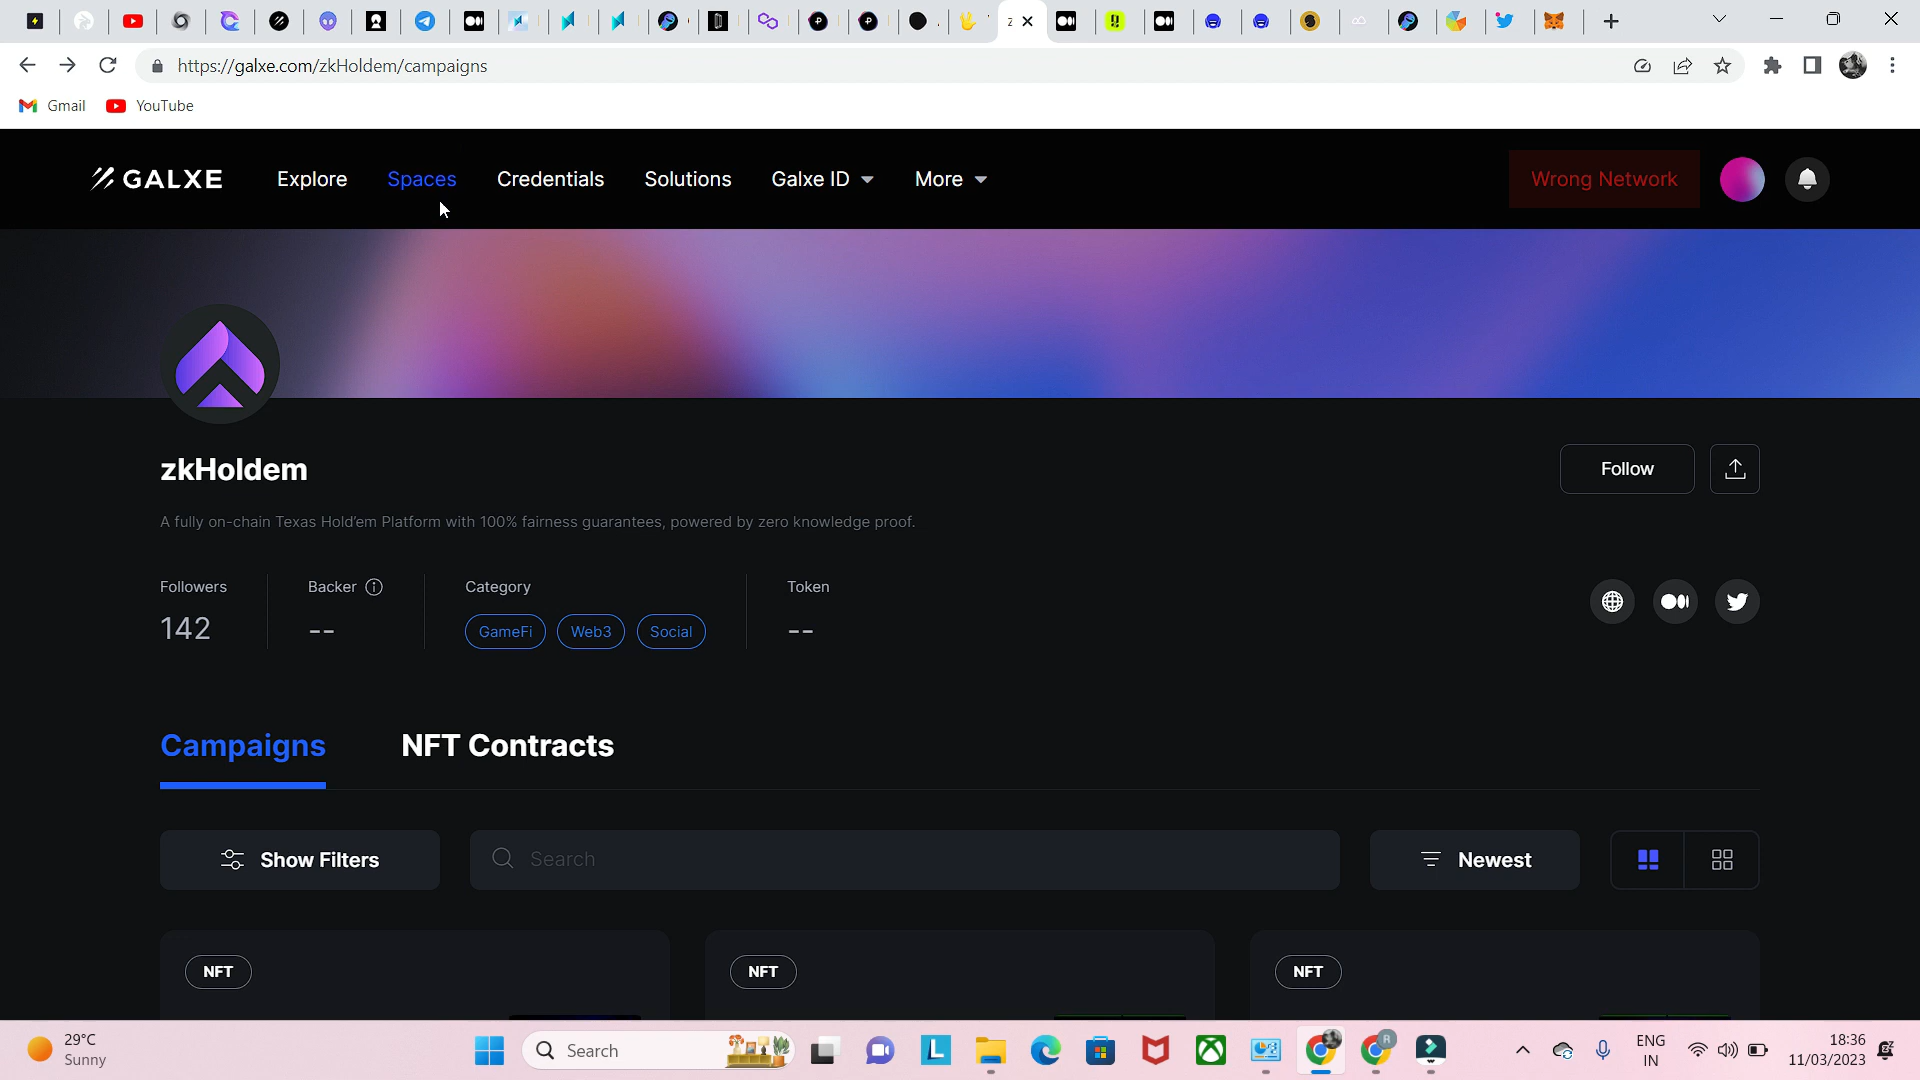 https://galxe.com/zkHoldem/campaigns
Gmail
YouTube
GALXE
Explore
Spaces
Credentials
Solutions
Galxe ID
More
Wrong Network
zkHoldem
Follow
A fully on-chain Texas Hold'em Platform with 100% fairness guarantees, powered by zero knowledge proof.
Followers
Backer
Category
Token
142
--
GameFi
Web3
Social
--
Campaigns
NFT Contracts
Show Filters
Search
Newest
NFT
NFT
NFT
29°C
Sunny
Search
ENG
IN
18:36
11/03/2023